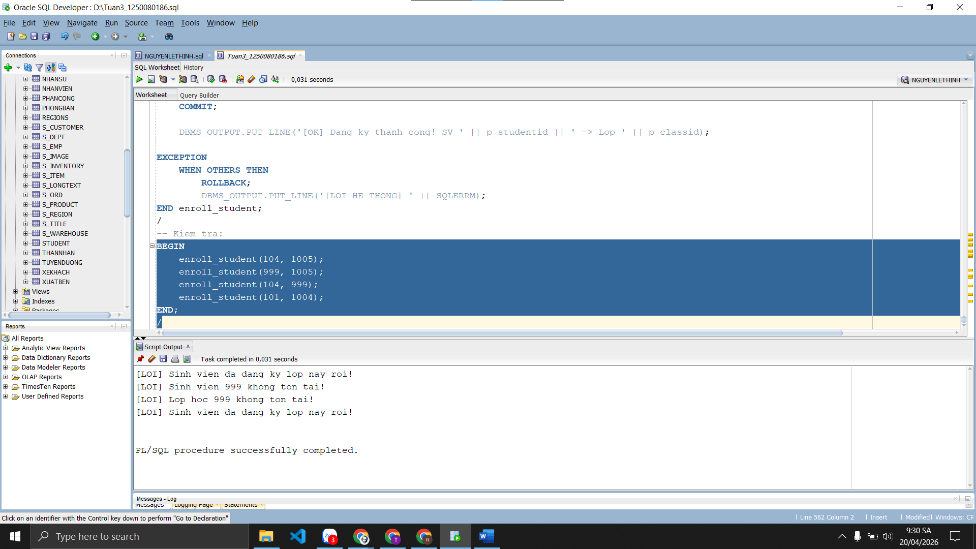 Oracle SQL Developer : D:\Tuan3_1250080186.sql
File Edit View Navigate Run Source Team Tools Window Help
Connections
NHANSU
NHANVIEN
PHANCONG
PHONGBAN
REGIONS
S_CUSTOMER
S_DEPT
S_EMP
S_IMAGE
S_INVENTORY
S_ITEM
S_LONGTEXT
S_ORD
S_PRODUCT
S_REGION
S_TITLE
S_WAREHOUSE
STUDENT
THANNHAN
TUYENDUONG
XEKHACH
XUATBEN
Views
Indexes
Packages
Reports
All Reports
Analytic View Reports
Data Dictionary Reports
Data Modeler Reports
OLAP Reports
TimesTen Reports
User Defined Reports
NGUYENLETHINH.sql Tuan3_1250080186.sql
SQL Worksheet History
0,031 seconds
NGUYENLETHINH
Worksheet Query Builder
COMMIT;
DBMS_OUTPUT.PUT_LINE('[OK] Dang ky thanh cong! SV ' || p_studentid || ' -> Lop ' || p_classid);
EXCEPTION
WHEN OTHERS THEN
ROLLBACK;
DBMS_OUTPUT.PUT_LINE('[LOI HE THONG] ' || SQLERRM);
END enroll_student;
/
-- Kiem tra:
BEGIN
enroll_student(104, 1005);
enroll_student(999, 1005);
enroll_student(104, 999);
enroll_student(101, 1004);
END;
/
Script Output
Task completed in 0,031 seconds
[LOI] Sinh vien da dang ky lop nay roi!
[LOI] Sinh vien 999 khong ton tai!
[LOI] Lop hoc 999 khong ton tai!
[LOI] Sinh vien da dang ky lop nay roi!
PL/SQL procedure successfully completed.
Messages - Log
Messages Logging Page Statements
Click on an identifier with the Control key down to perform "Go to Declaration"
Line 562 Column 2 Insert Modified Windows: CF
Type here to search
9:30 SA
20/04/2026